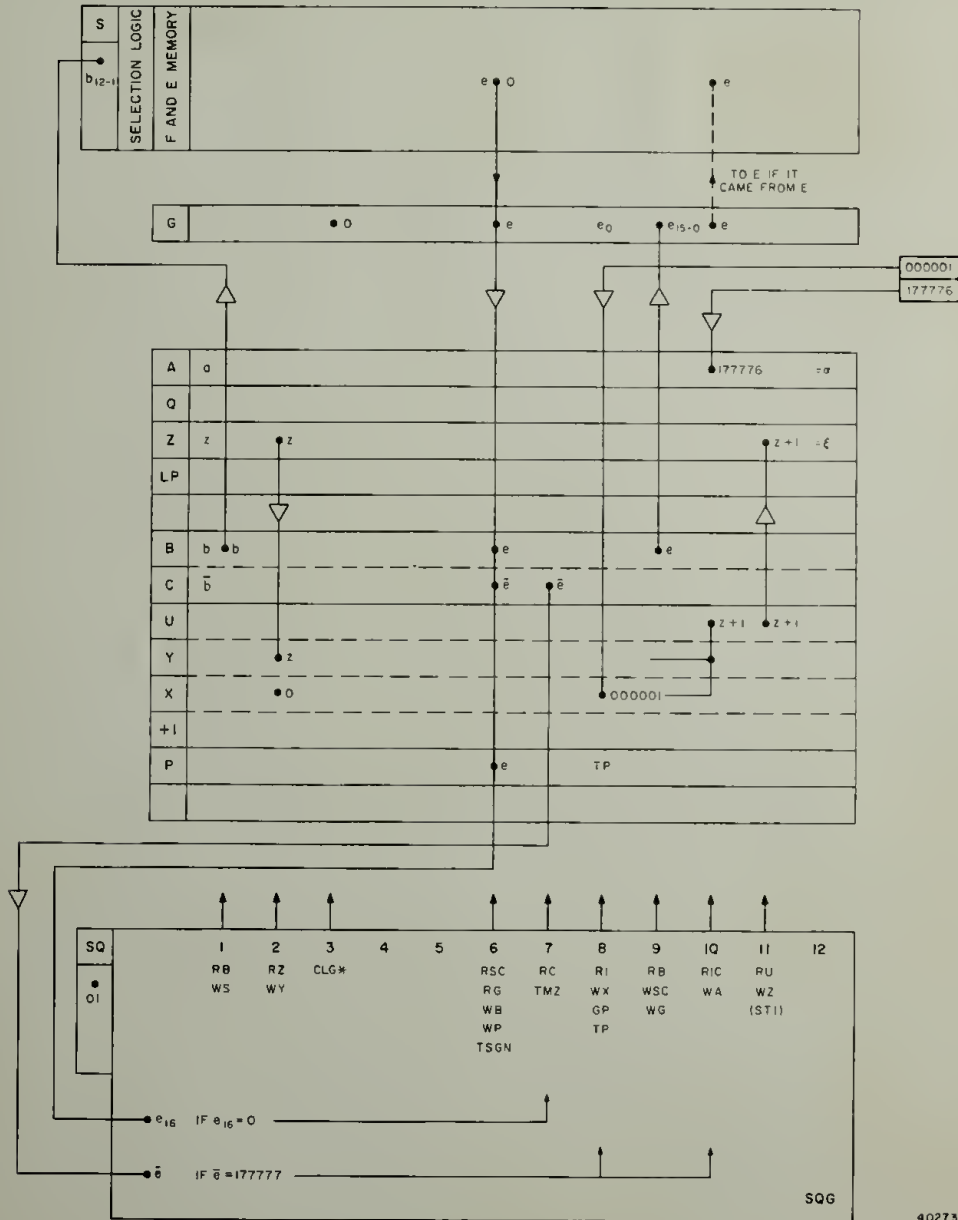 S
SELECTION LOGIC
F AND E MEMORY
b12-1
e 0
e
TO E IF IT
CAME FROM E
G
0
e
e0
e15-0
e
000001
177776
A a 177776 =α
Q
Z z z z+1 =ξ
LP
B b b e e
C b̄ ē ē
U z+1 z+1
Y z
X 0 000001
+1
P e TP
SQ 1 2 3 4 5 6 7 8 9 10 11 12
RB RZ CLG* RSC RC RI RB RIC RU
01 WS WY RG TMZ WX WSC WA WZ
WB GP WG (STI)
WP TP
TSGN
e16 IF e16=0
ē IF ē=177777
SQG
40273